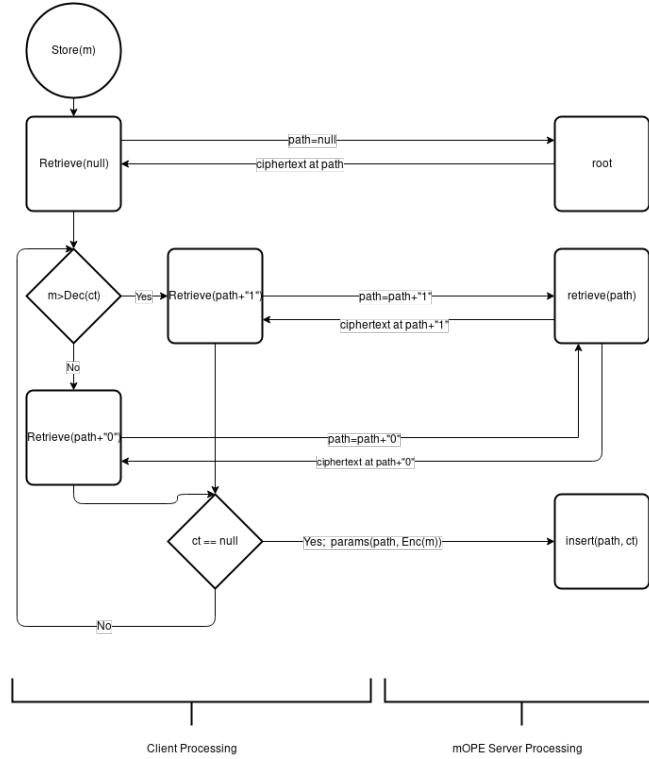 Store(m)
path=null
Retrieve(null)
root
ciphertext at path
m>Dec(ct)
Yes
Retrieve(path+"1")
path=path+"1"
retrieve(path)
ciphertext at path+"1"
No
Retrieve(path+"0")
path=path+"0"
ciphertext at path+"0"
ct == null
Yes; params(path, Enc(m))
insert(path, ct)
No
Client Processing
mOPE Server Processing